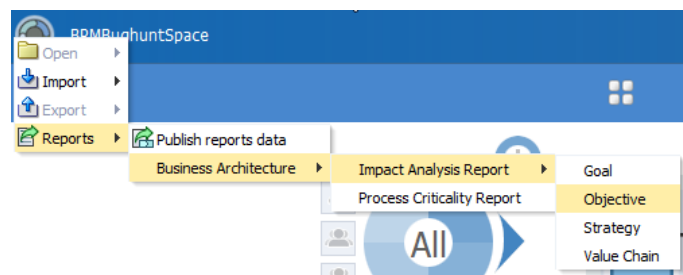 BPMBughuntSpace
Open
Import
Export
Reports
Publish reports data
Business Architecture
Impact Analysis Report
Process Criticality Report
Goal
Objective
Strategy
Value Chain
All